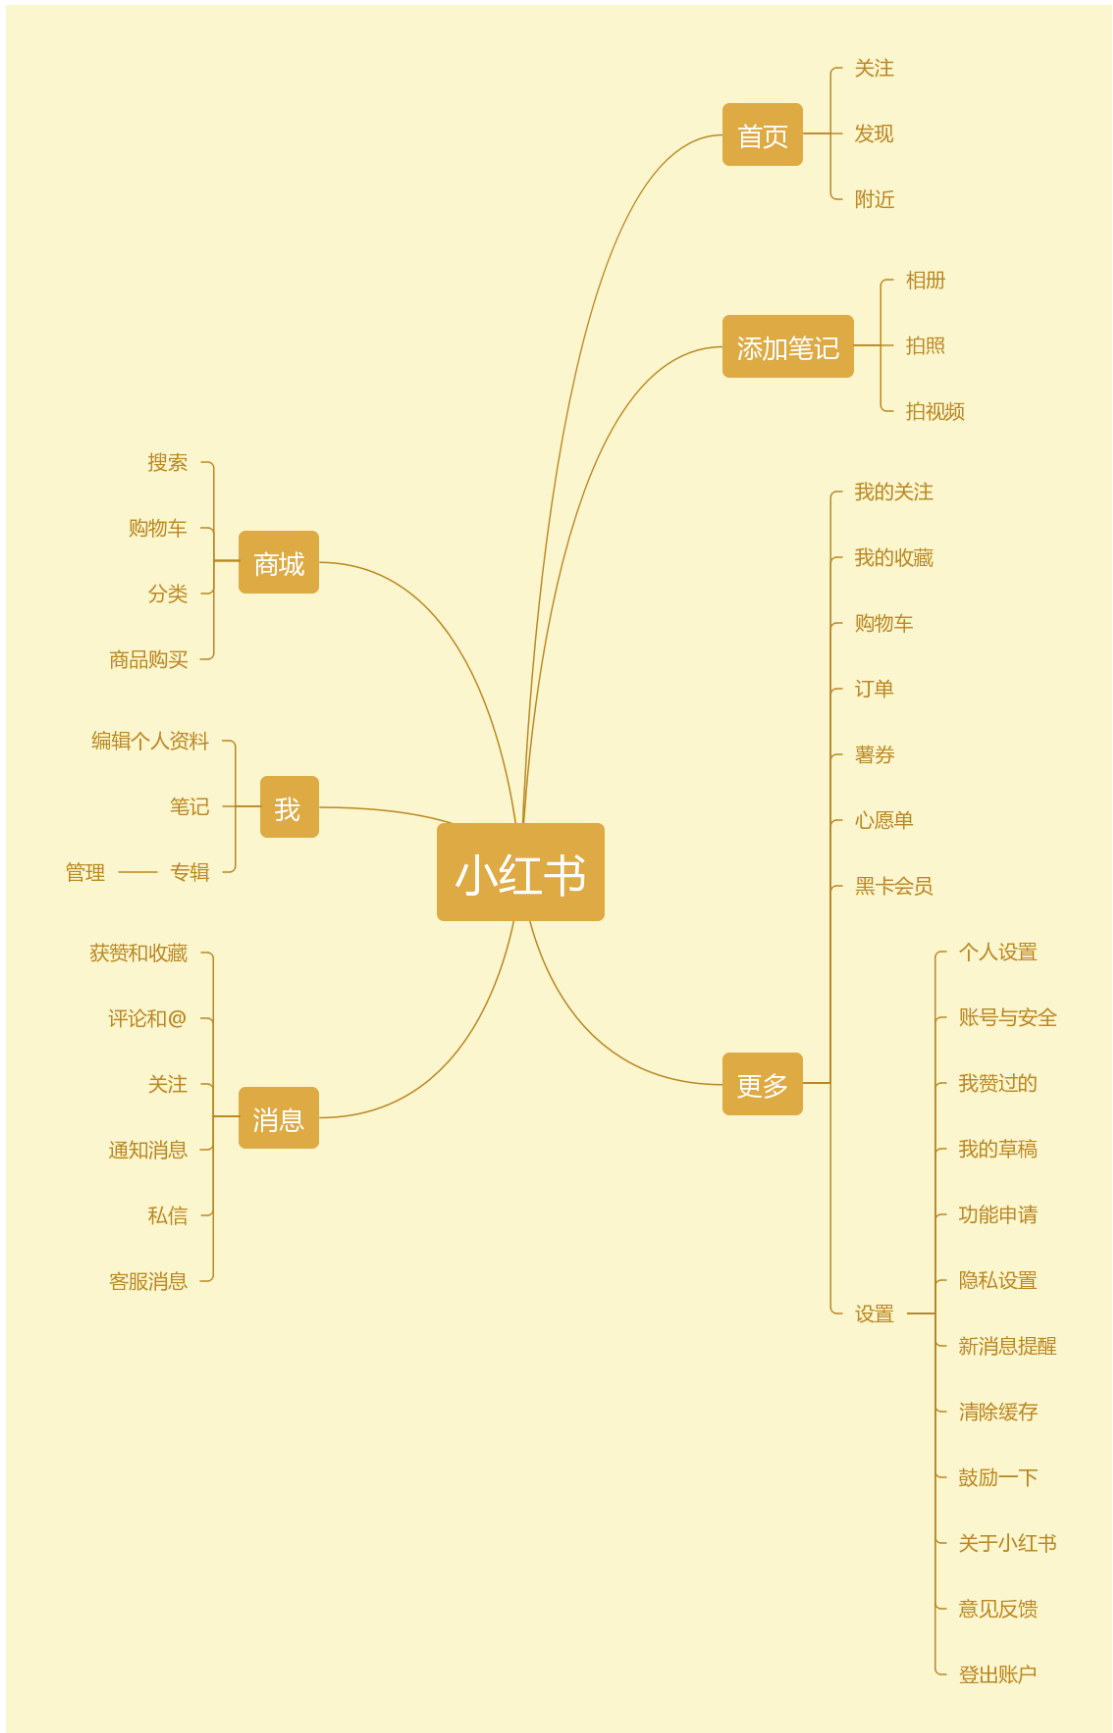 小红书
首页
关注
发现
附近
添加笔记
相册
拍照
拍视频
更多
我的关注
我的收藏
购物车
订单
薯券
心愿单
黑卡会员
设置
个人设置
账号与安全
我赞过的
我的草稿
功能申请
隐私设置
新消息提醒
清除缓存
鼓励一下
关于小红书
意见反馈
登出账户
商城
搜索
购物车
分类
商品购买
我
编辑个人资料
笔记
专辑
管理
消息
获赞和收藏
评论和@
关注
通知消息
私信
客服消息